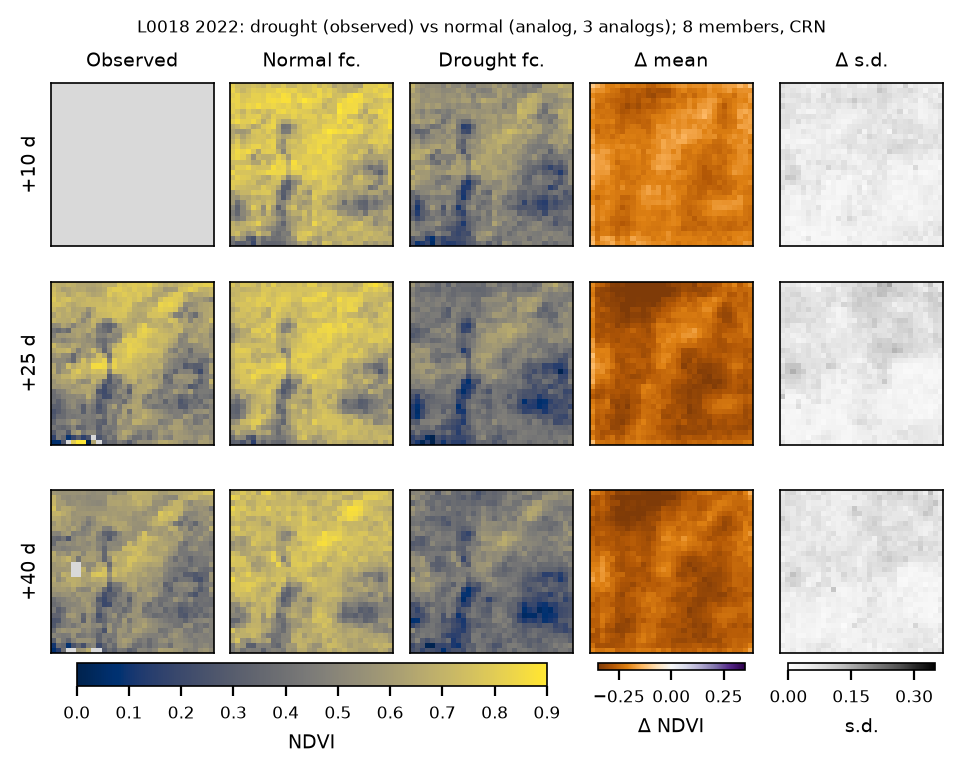 L0018 2022: drought (observed) vs normal (analog, 3 analogs); 8 members, CRN
Observed Normal fc. Drought fc. Δ mean Δ s.d.
+10 d
+25 d
+40 d
0.0 0.1 0.2 0.3 0.4 0.5 0.6 0.7 0.8 0.9
NDVI
−0.25 0.00 0.25
Δ NDVI
0.00 0.15 0.30
s.d.